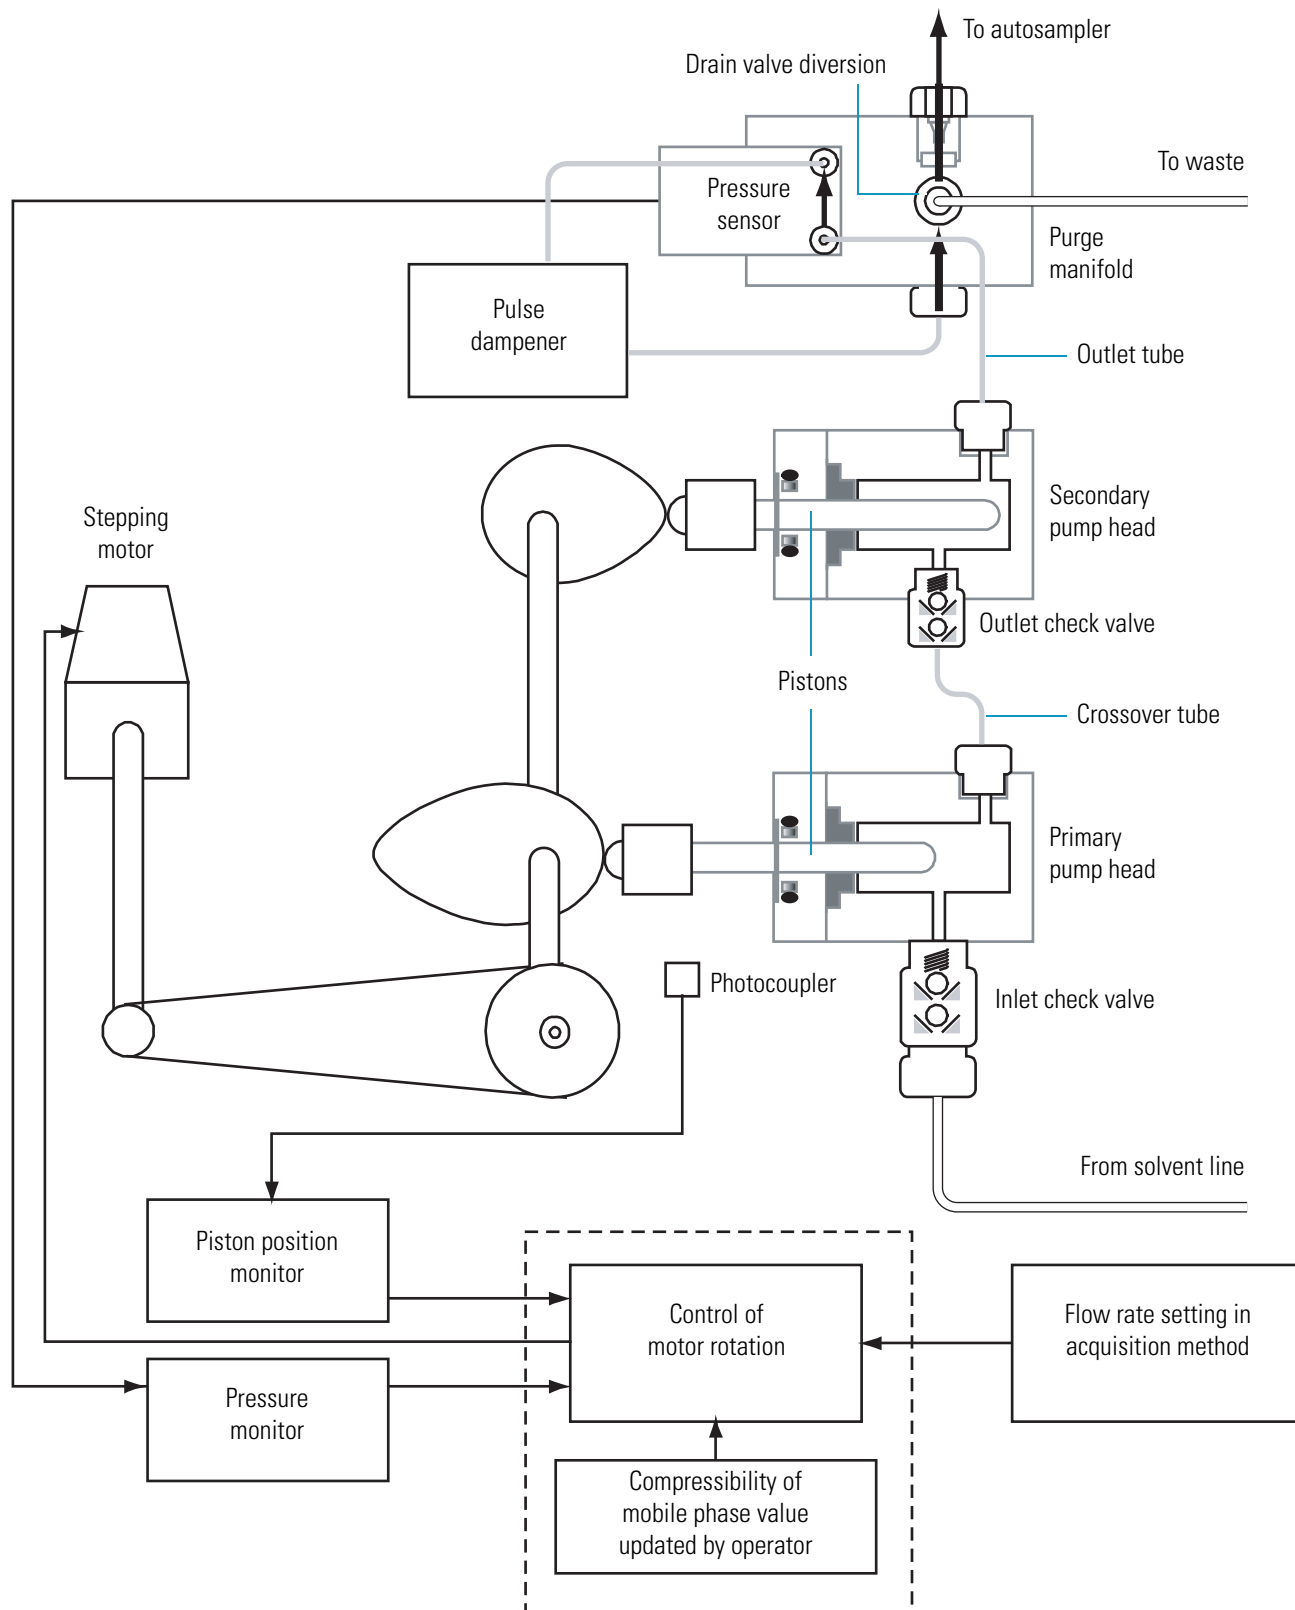 To autosampler
Drain valve diversion
To waste
Pressure
sensor
Purge
manifold
Pulse
dampener
Outlet tube
Secondary
pump head
Stepping
motor
Outlet check valve
Pistons
Crossover tube
Primary
pump head
Photocoupler
Inlet check valve
From solvent line
Piston position
monitor
Control of
motor rotation
Flow rate setting in
acquisition method
Pressure
monitor
Compressibility of
mobile phase value
updated by operator